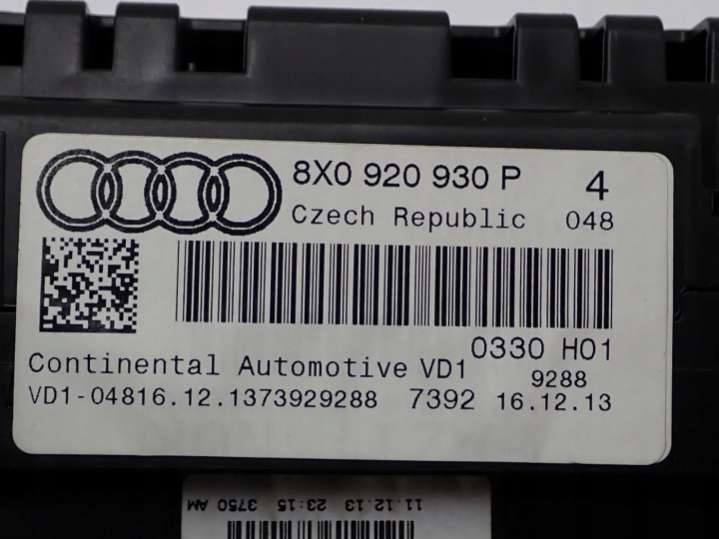 8X0 920 930 P 4
Czech Republic 048
0330 H01
Continental Automotive VD1
9288
VD1-04816.12.1373929288 7392 16.12.13
11.12.13 23:15 3750 AM